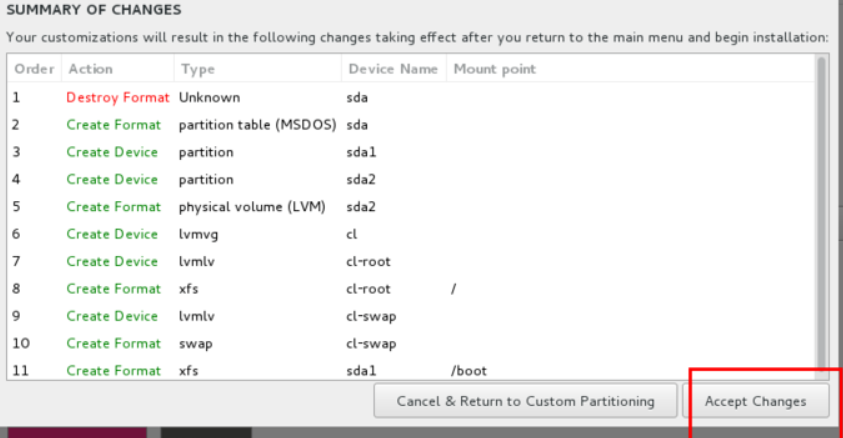 SUMMARY OF CHANGES
Your customizations will result in the following changes taking effect after you return to the main menu and begin installation:
Order Action Type Device Name Mount point
1 Destroy Format Unknown sda
2 Create Format partition table (MSDOS) sda
3 Create Device partition sda1
4 Create Device partition sda2
5 Create Format physical volume (LVM) sda2
6 Create Device lvmvg cl
7 Create Device lvmlv cl-root
8 Create Format xfs cl-root /
9 Create Device lvmlv cl-swap
10 Create Format swap cl-swap
11 Create Format xfs sda1 /boot
Cancel & Return to Custom Partitioning Accept Changes